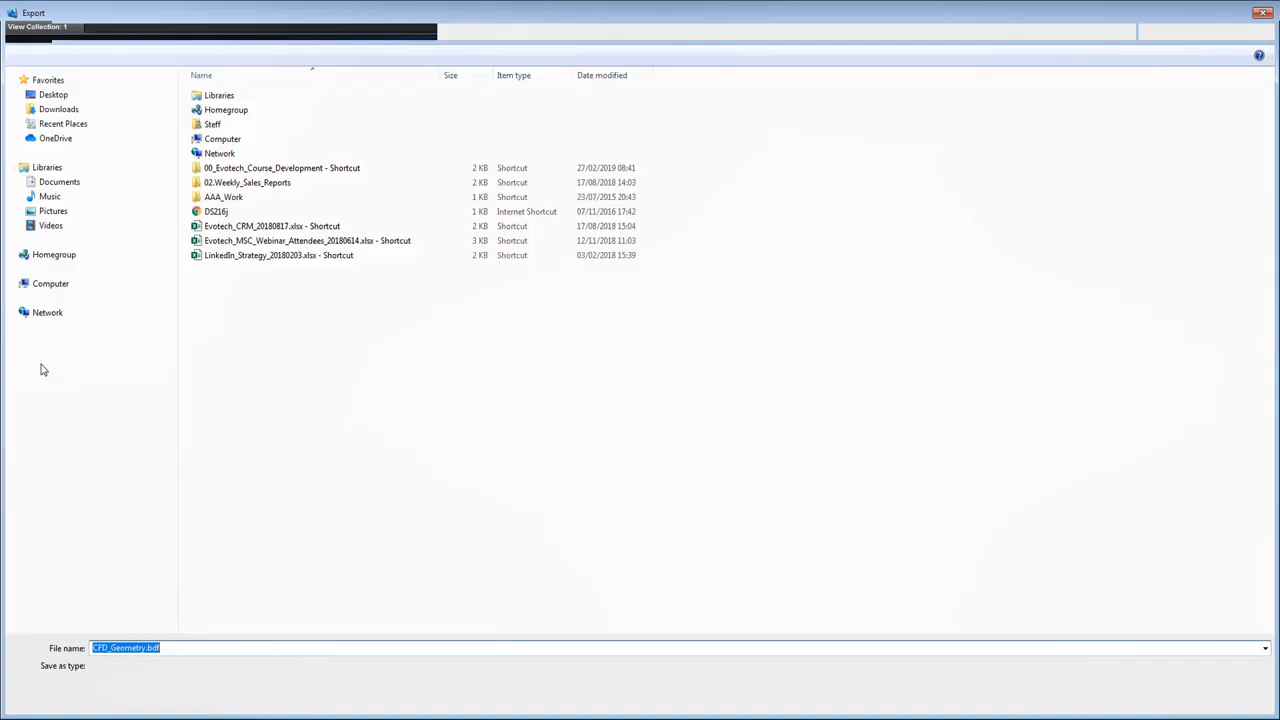 Export
View Collection: 1
Name Size Item type Date modified
Favorites
Desktop
Downloads
Recent Places
OneDrive
Libraries
Documents
Music
Pictures
Videos
Homegroup
Computer
Network
Libraries
Homegroup
Steff
Computer
Network
00_Evotech_Course_Development - Shortcut 2 KB Shortcut 27/02/2019 08:41
02.Weekly_Sales_Reports 2 KB Shortcut 17/08/2018 14:03
AAA_Work 1 KB Shortcut 23/07/2015 20:43
DS216j 1 KB Internet Shortcut 07/11/2016 17:42
Evotech_CRM_20180817.xlsx - Shortcut 2 KB Shortcut 17/08/2018 15:04
Evotech_MSC_Webinar_Attendees_20180614.xlsx - Shortcut 3 KB Shortcut 12/11/2018 11:03
LinkedIn_Strategy_20180203.xlsx - Shortcut 2 KB Shortcut 03/02/2018 15:39
File name: CFD_Geometry.bdf
Save as type: